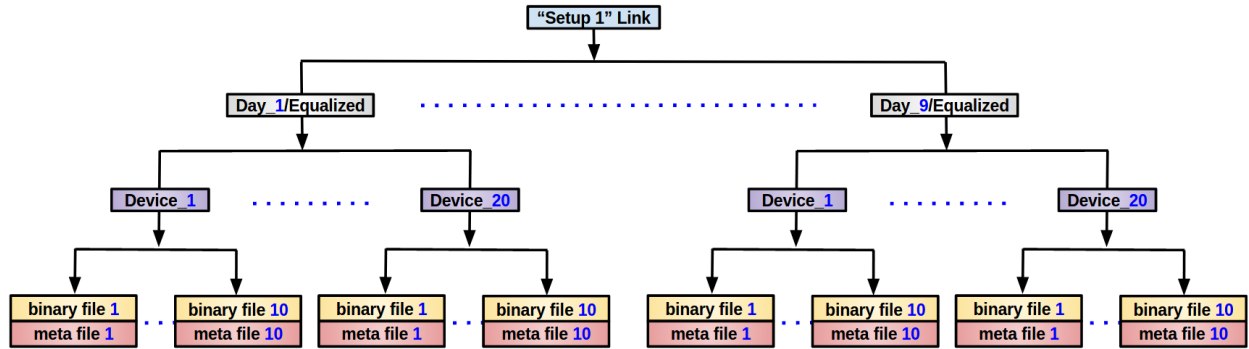 “Setup 1” Link
Day_1/Equalized
Day_9/Equalized
Device_1
Device_20
Device_1
Device_20
binary file 1
binary file 10
binary file 1
binary file 10
binary file 1
binary file 10
binary file 1
binary file 10
meta file 1
meta file 10
meta file 1
meta file 10
meta file 1
meta file 10
meta file 1
meta file 10